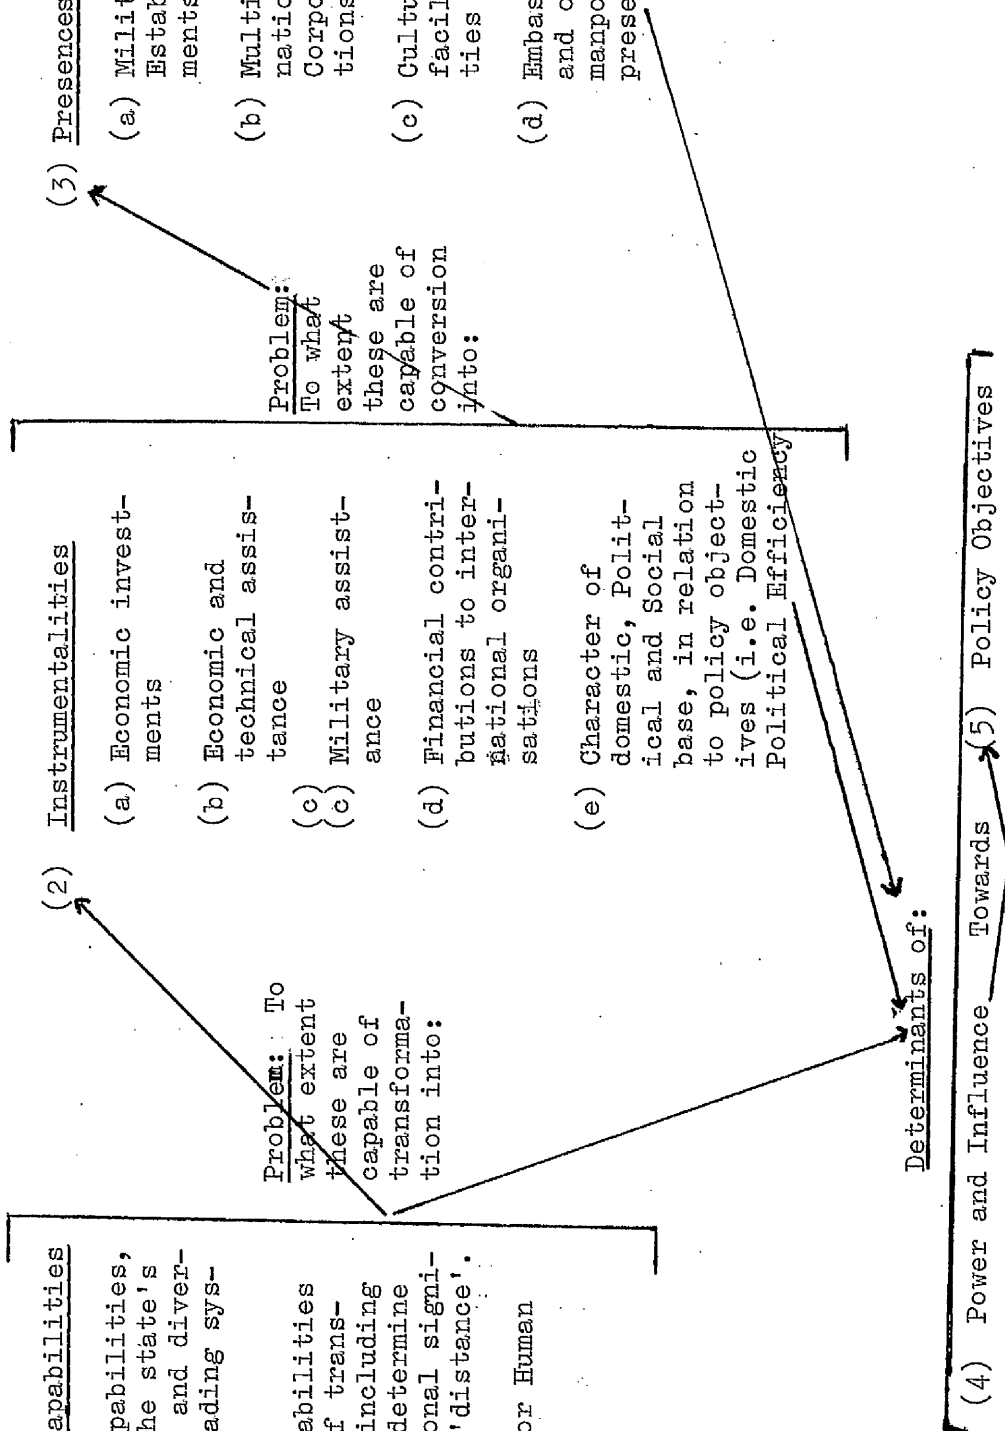 apabilities
pabilities,
he state's
and diver-
ading sys-
abilities
f trans-
including
determine
onal signi-
'distance'.
or Human
Problem: To
what extent
these are
capable of
transforma-
tion into:
(2) Instrumentalities
(a) Economic invest-
ments
(b) Economic and
technical assis-
tance
(c)
(c) Military assist-
ance
(d) Financial contri-
butions to inter-
national organi-
sations
(e) Character of
domestic, Polit-
ical and Social
base, in relation
to policy object-
ives (i.e. Domestic
Political Efficiency
Problem:
To what
extent
these are
capable of
conversion
into:
(3) Presences
(a) Milit
Estab
ments
(b) Multi
natio
Corpo
tions
(c) Cultu
facil
ties
(d) Embas
and c
manpo
prese
Determinants of:
(4) Power and Influence Towards (5) Policy Objectives